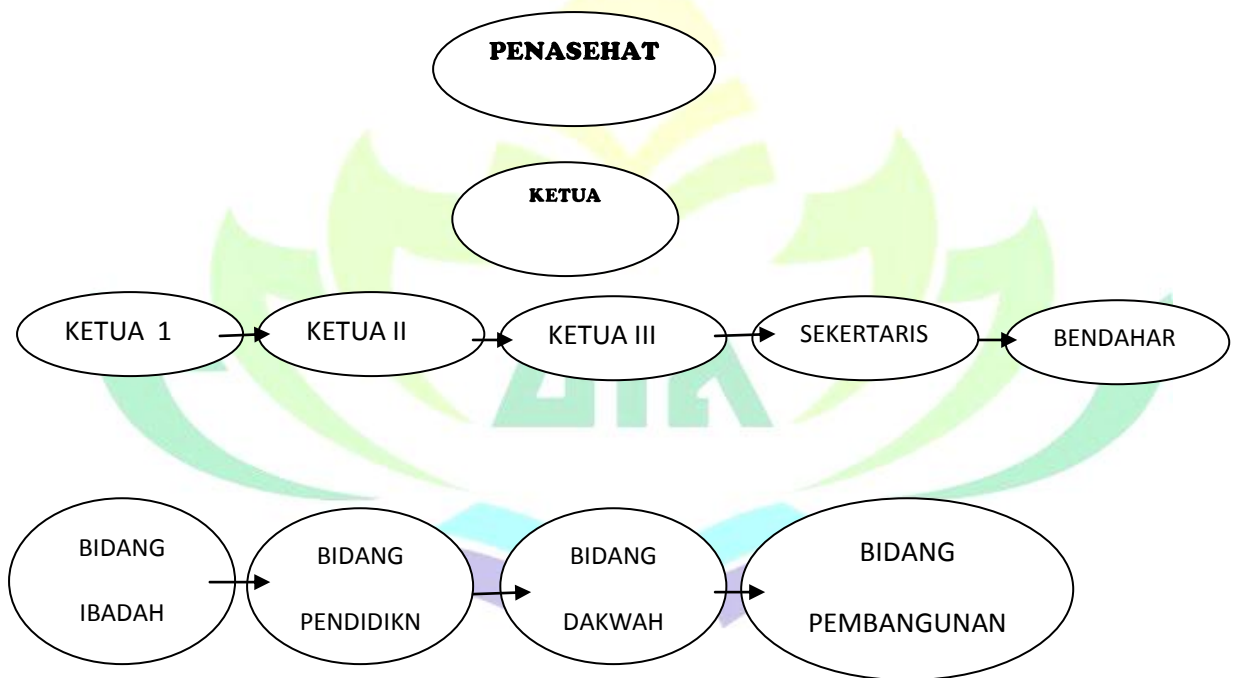 PENASEHAT
KETUA
KETUA 1
KETUA II
KETUA III
SEKERTARIS
BENDAHAR
BIDANG
IBADAH
BIDANG
PENDIDIKN
BIDANG
DAKWAH
BIDANG
PEMBANGUNAN